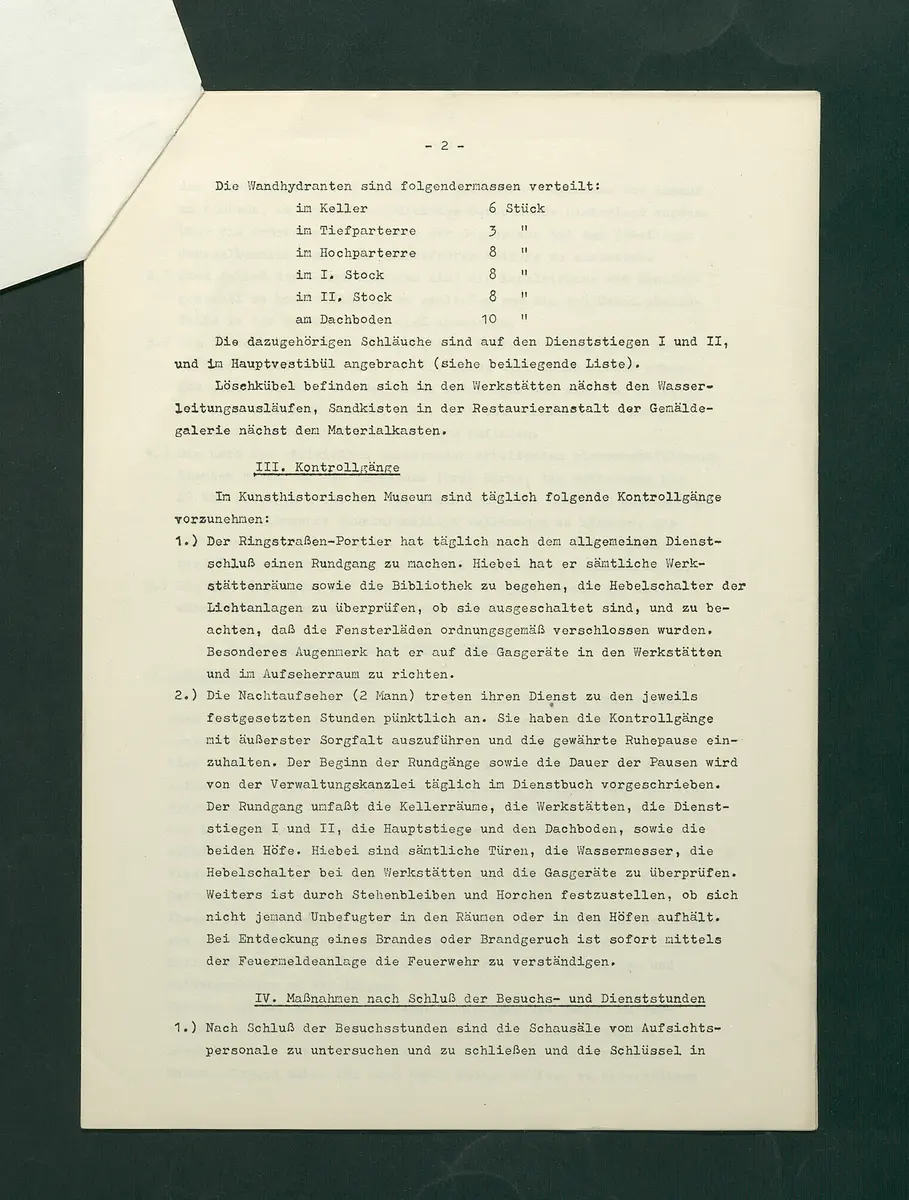 - 2 -
Die Wandhydranten sind folgendermassen verteilt:
im Keller 6 Stück
im Tiefparterre 3 "
im Hochparterre 8 "
im I. Stock 8 "
im II. Stock 8 "
am Dachboden 10 "
Die dazugehörigen Schläuche sind auf den Dienststiegen I und II,
und im Hauptvestibül angebracht (siehe beiliegende Liste).
Löschkübel befinden sich in den Werkstätten nächst den Wasser-
leitungsausläufen, Sandkisten in der Restaurieranstalt der Gemälde-
galerie nächst dem Materialkasten.
III. Kontrollgänge
Im Kunsthistorischen Museum sind täglich folgende Kontrollgänge
vorzunehmen:
1.) Der Ringstraßen-Portier hat täglich nach dem allgemeinen Dienst-
schluß einen Rundgang zu machen. Hiebei hat er sämtliche Werk-
stättenräume sowie die Bibliothek zu begehen, die Hebelschalter der
Lichtanlagen zu überprüfen, ob sie ausgeschaltet sind, und zu be-
achten, daß die Fensterläden ordnungsgemäß verschlossen wurden.
Besonderes Augenmerk hat er auf die Gasgeräte in den Werkstätten
und im Aufseherraum zu richten.
2.) Die Nachtaufseher (2 Mann) treten ihren Dienst zu den jeweils
festgesetzten Stunden pünktlich an. Sie haben die Kontrollgänge
mit äußerster Sorgfalt auszuführen und die gewährte Ruhepause ein-
zuhalten. Der Beginn der Rundgänge sowie die Dauer der Pausen wird
von der Verwaltungskanzlei täglich im Dienstbuch vorgeschrieben.
Der Rundgang umfaßt die Kellerräume, die Werkstätten, die Dienst-
stiegen I und II, die Hauptstiege und den Dachboden, sowie die
beiden Höfe. Hiebei sind sämtliche Türen, die Wassermesser, die
Hebelschalter bei den Werkstätten und die Gasgeräte zu überprüfen.
Weiters ist durch Stehenbleiben und Horchen festzustellen, ob sich
nicht jemand Unbefugter in den Räumen oder in den Höfen aufhält.
Bei Entdeckung eines Brandes oder Brandgeruch ist sofort mittels
der Feuermeldeanlage die Feuerwehr zu verständigen.
IV. Maßnahmen nach Schluß der Besuchs- und Dienststunden
1.) Nach Schluß der Besuchsstunden sind die Schausäle vom Aufsichts-
personale zu untersuchen und zu schließen und die Schlüssel in